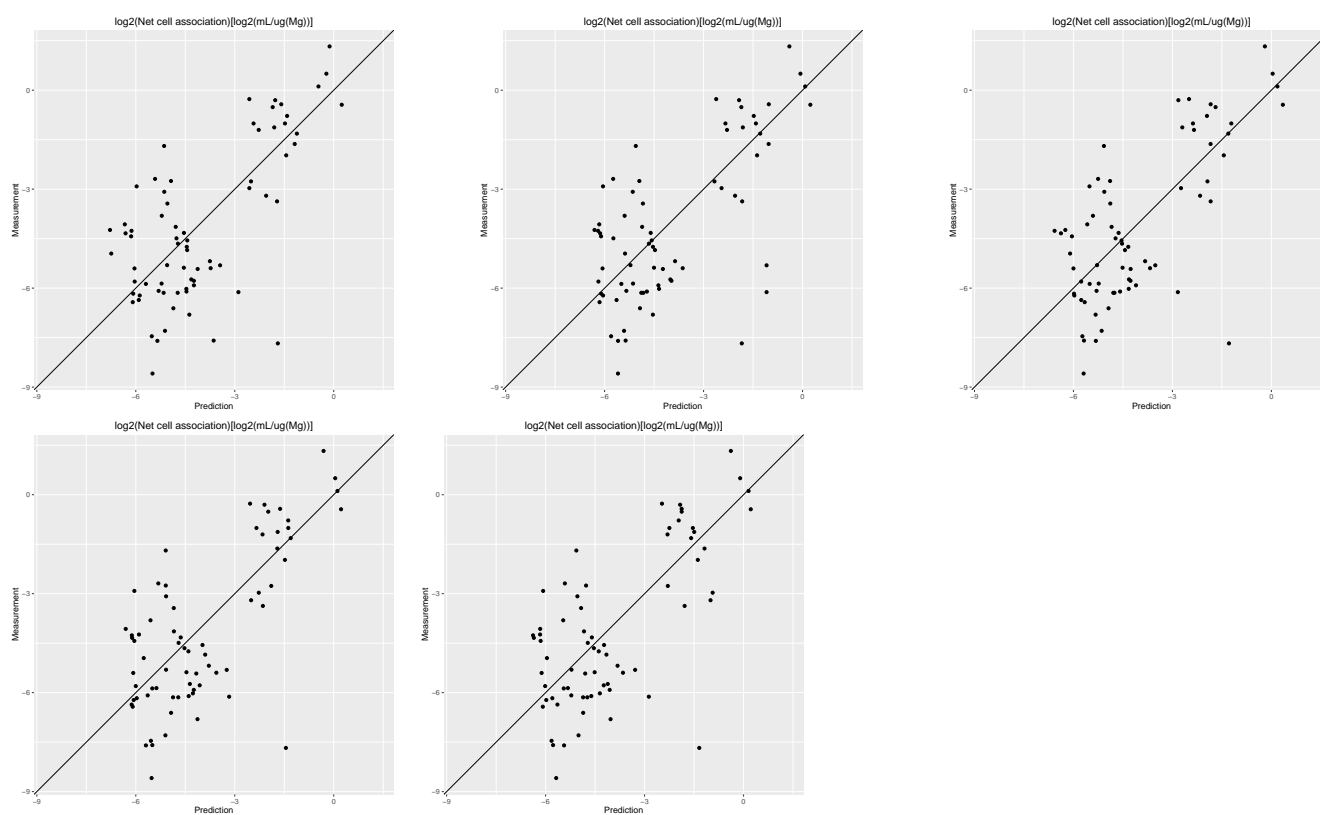 log2(Net cell association)[log2(mL/ug(Mg))]
Measurement
0
−3
−6
−9
−9
−6
−3
0
Prediction
log2(Net cell association)[log2(mL/ug(Mg))]
Measurement
0
−3
−6
−9
−9
−6
−3
0
Prediction
log2(Net cell association)[log2(mL/ug(Mg))]
Measurement
0
−3
−6
−9
−9
−6
−3
0
Prediction
log2(Net cell association)[log2(mL/ug(Mg))]
Measurement
0
−3
−6
−9
−9
−6
−3
0
Prediction
log2(Net cell association)[log2(mL/ug(Mg))]
Measurement
0
−3
−6
−9
−9
−6
−3
0
Prediction